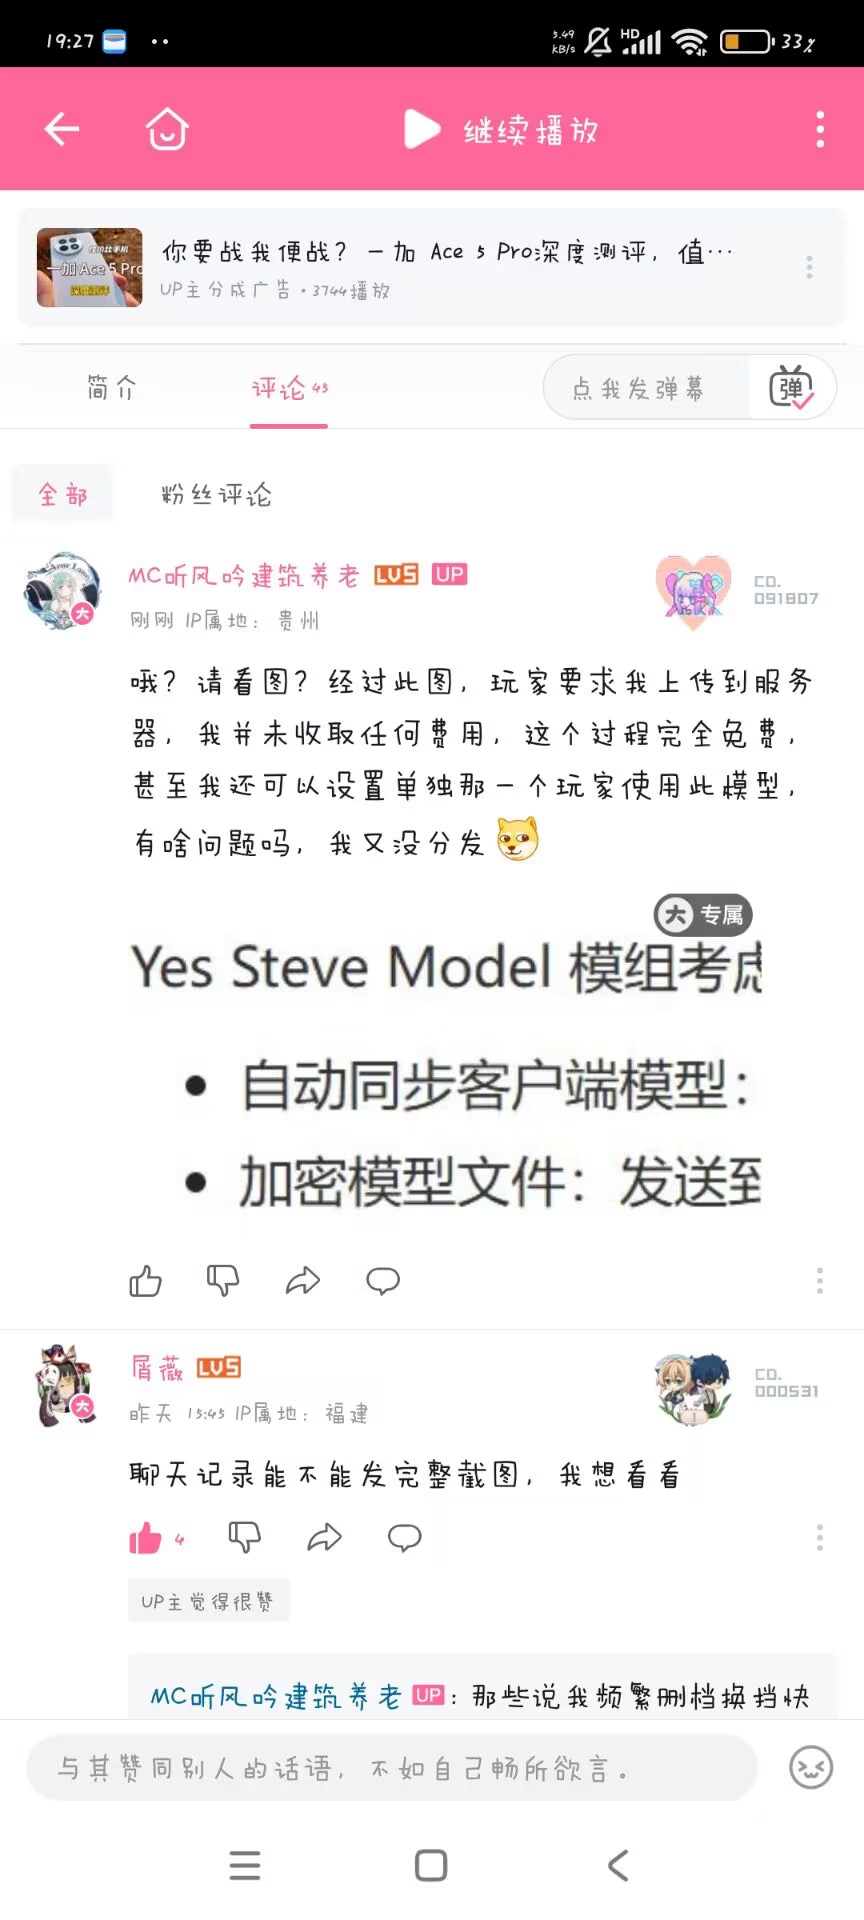 19:27
5.49
KB/s
HD
33%
继续播放
性价比手机
一加 Ace 5 Pro
深度测评
你要战我便战？一加 Ace 5 Pro深度测评，值…
UP主分成广告·3744播放
简介
评论 45
点我发弹幕
弹
全部
粉丝评论
MC听风吟建筑养老 LV5 UP
CD.
091807
刚刚 IP属地：贵州
大
哦？请看图？经过此图，玩家要求我上传到服务
器，我并未收取任何费用，这个过程完全免费，
甚至我还可以设置单独那一个玩家使用此模型，
有啥问题吗，我又没分发
大 专属
Yes Steve Model 模组考虑
• 自动同步客户端模型：
• 加密模型文件：发送到
屑薇 LV5
CD.
000531
昨天 15:45 IP属地：福建
大
聊天记录能不能发完整截图，我想看看
4
UP主觉得很赞
MC听风吟建筑养老 UP：那些说我频繁删档换挡快
与其赞同别人的话语，不如自己畅所欲言。